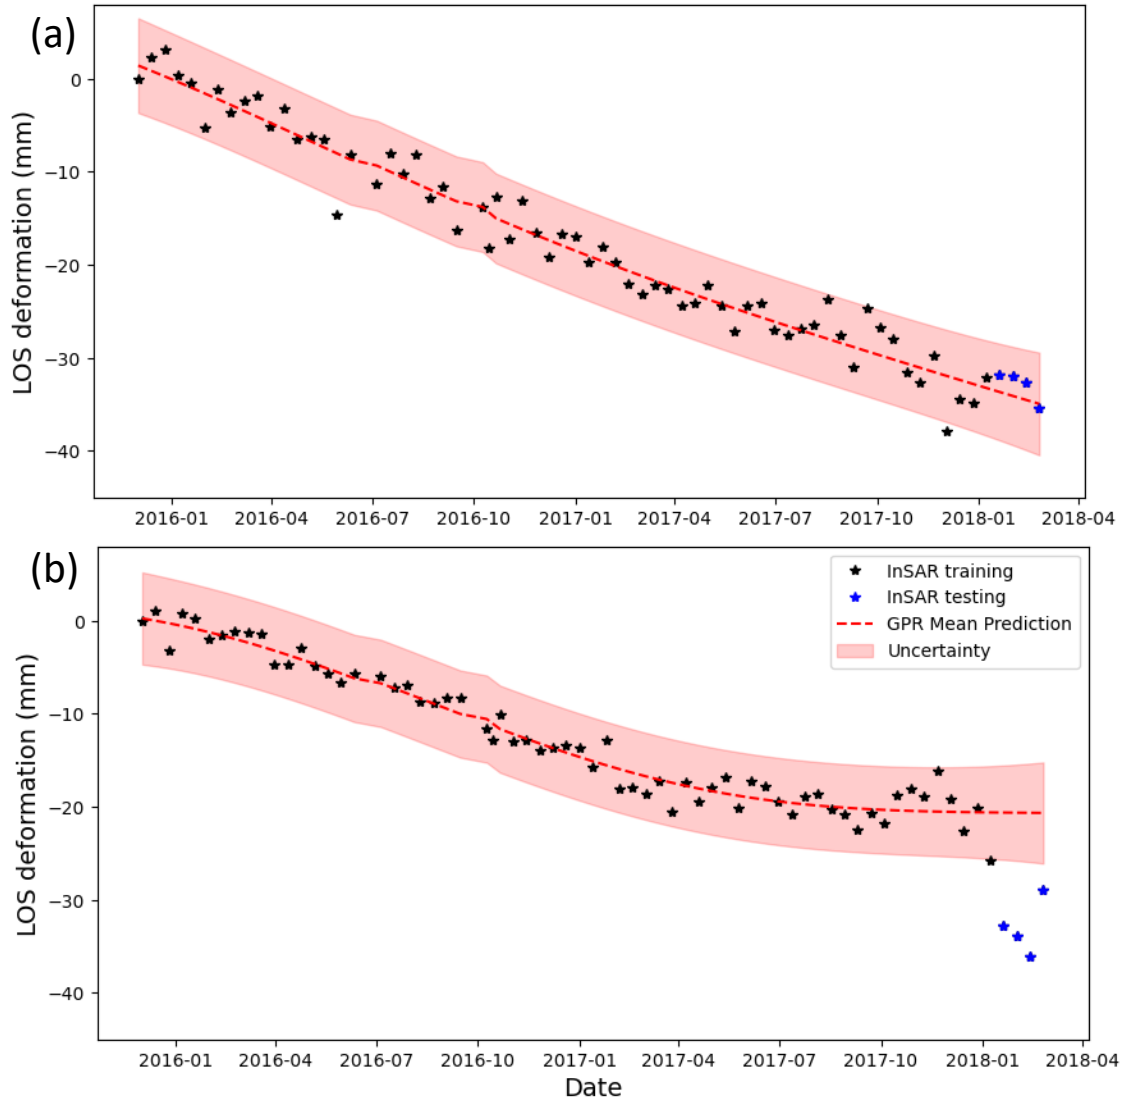 (a)
LOS deformation (mm)
0
−10
−20
−30
−40
2016-01 2016-04 2016-07 2016-10 2017-01 2017-04 2017-07 2017-10 2018-01 2018-04
(b)
InSAR training
InSAR testing
GPR Mean Prediction
Uncertainty
LOS deformation (mm)
0
−10
−20
−30
−40
2016-01 2016-04 2016-07 2016-10 2017-01 2017-04 2017-07 2017-10 2018-01 2018-04
Date